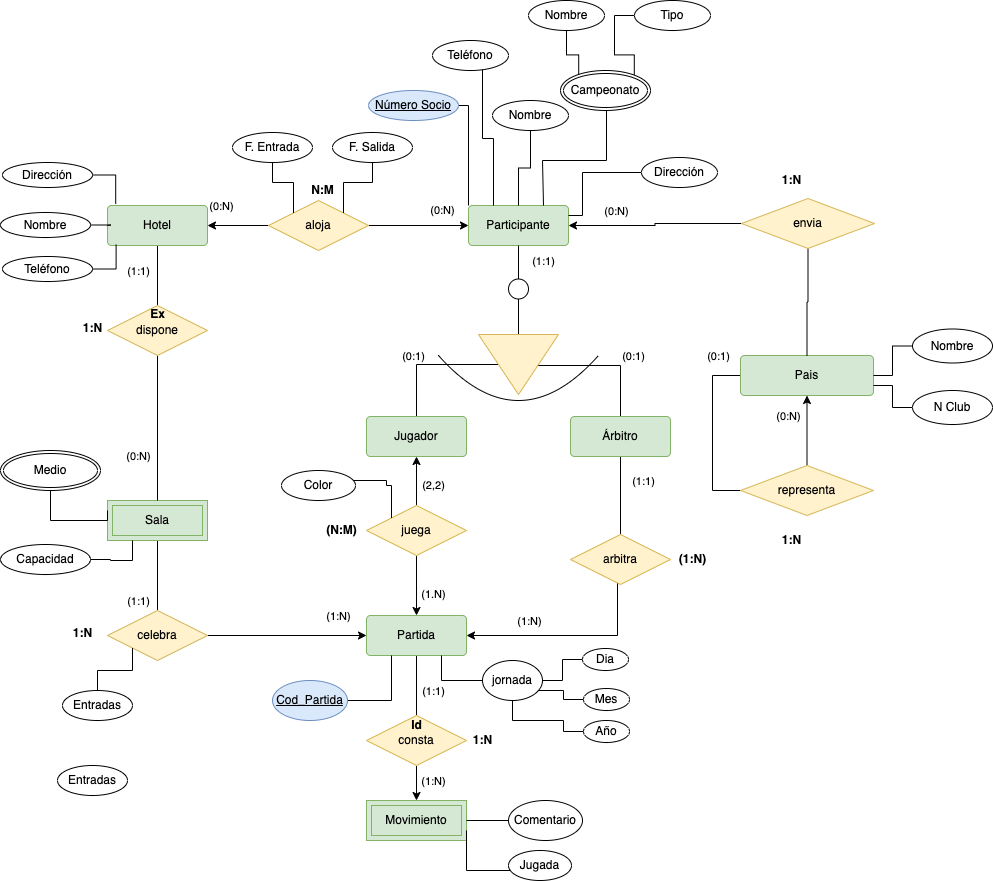 Nombre
Tipo
Teléfono
Campeonato
Número Socio
Nombre
F. Entrada
F. Salida
Dirección
Dirección
N:M
1:N
(0:N)
(0:N)
(0:N)
Nombre
Hotel
aloja
Participante
envia
Teléfono
(1:1)
(1:1)
Ex
1:N
dispone
(0:1)
(0:1)
(0:1)
Nombre
Pais
N Club
(0:N)
Jugador
Árbitro
(0:N)
Medio
Color
(2,2)
(1:1)
representa
Sala
(N:M)
juega
1:N
Capacidad
arbitra
(1:N)
(1:1)
(1.N)
(1:N)
(1:N)
1:N
celebra
Partida
Dia
jornada
(1:1)
Cod_Partida
Mes
Entradas
Id
Año
consta
1:N
Entradas
(1:N)
Movimiento
Comentario
Jugada